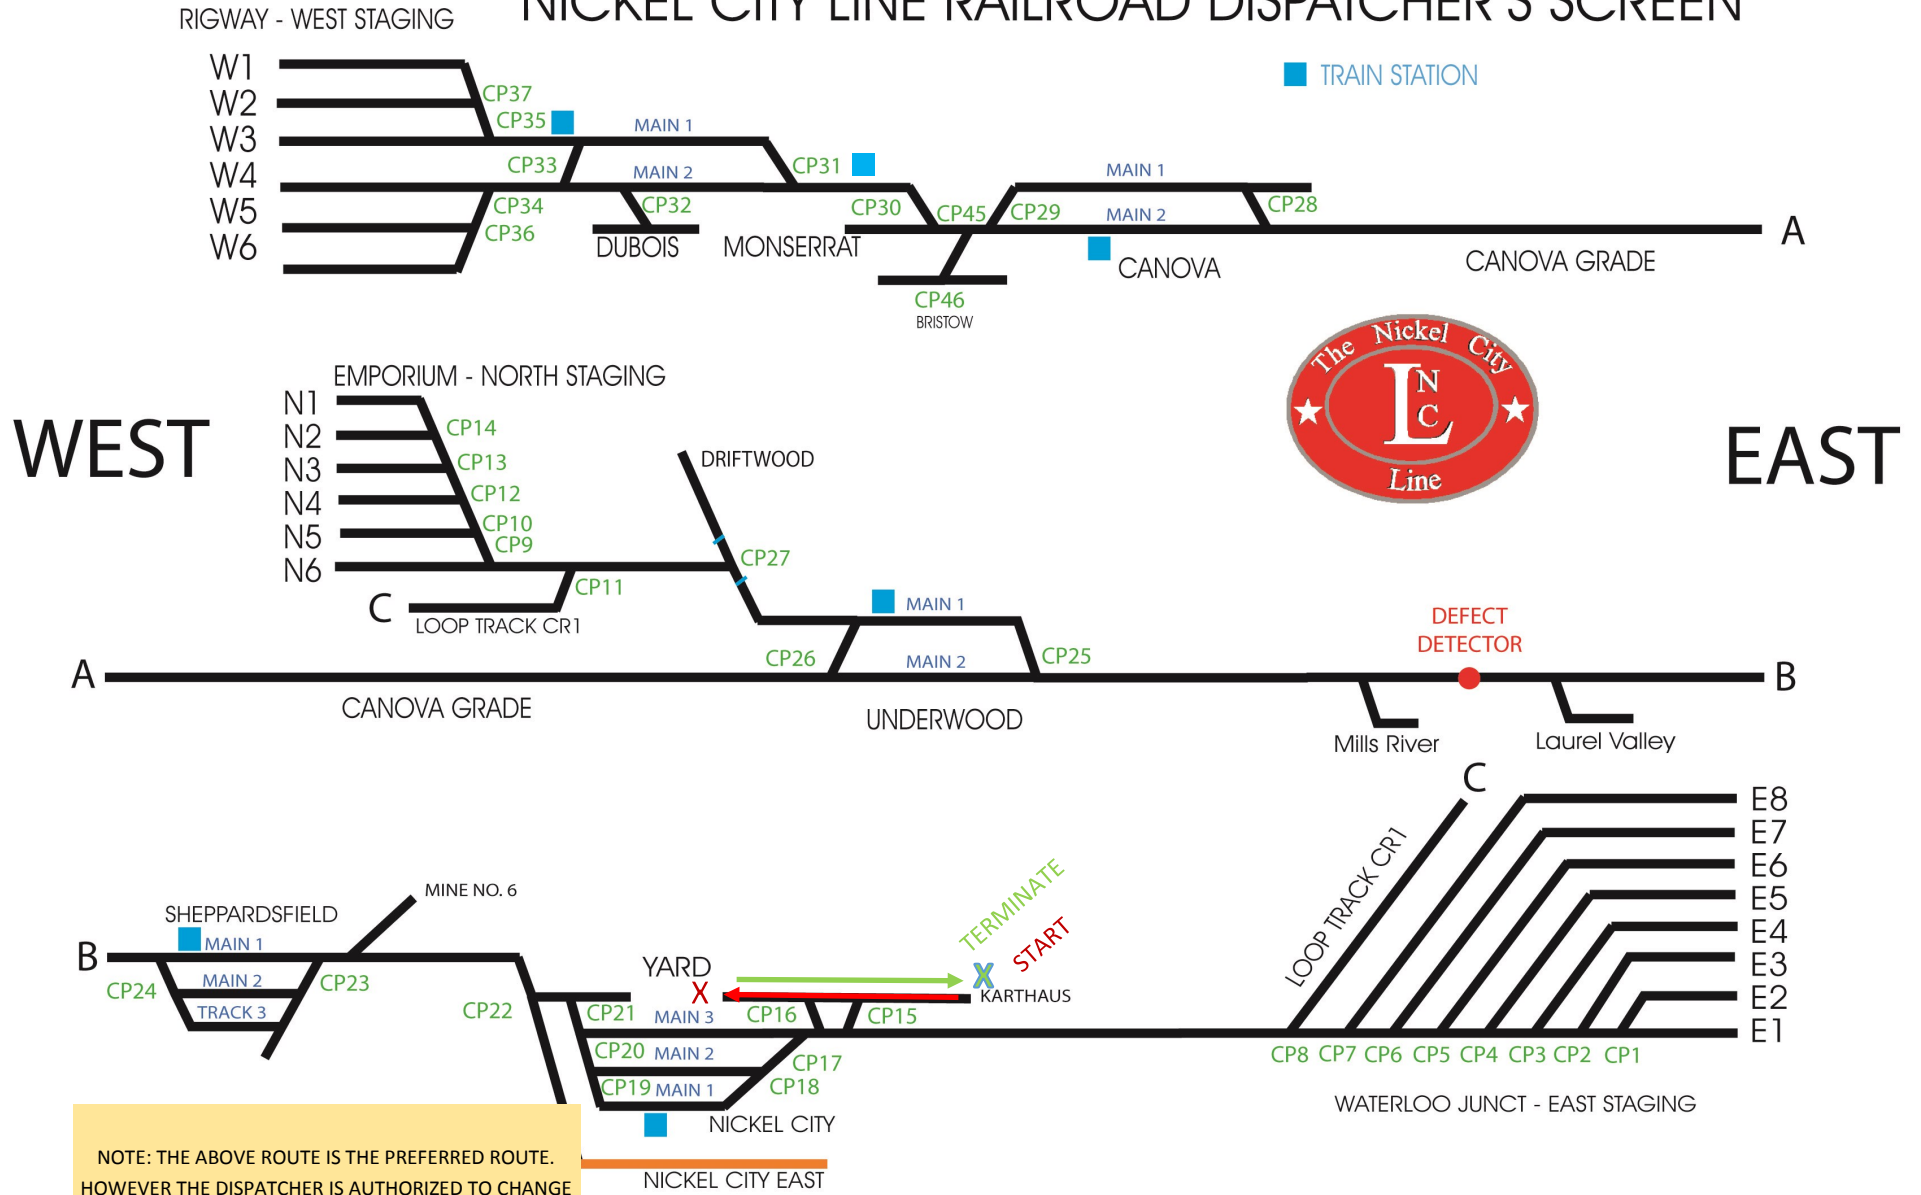 NICKEL CITY LINE RAILROAD DISPATCHER'S SCREEN
RIGWAY - WEST STAGING
W1
W2
W3
W4
W5
W6
CP37
CP35
CP33
CP34
CP36
MAIN 1
MAIN 2
CP32
DUBOIS
CP31
CP30
MONSERRAT
CP45
CP46
BRISTOW
CP29
MAIN 1
MAIN 2
CANOVA
CP28
CANOVA GRADE
A
TRAIN STATION
The Nickel City
L N C
Line
WEST
EAST
EMPORIUM - NORTH STAGING
N1
N2
N3
N4
N5
N6
CP14
CP13
CP12
CP10
CP9
C
LOOP TRACK CR1
CP11
DRIFTWOOD
CP27
MAIN 1
CP26
MAIN 2
CP25
A
CANOVA GRADE
UNDERWOOD
DEFECT
DETECTOR
B
Mills River
Laurel Valley
B
SHEPPARDSFIELD
MAIN 1
CP24
MAIN 2
TRACK 3
CP23
MINE NO. 6
CP22
YARD
X
CP21
MAIN 3
CP20
MAIN 2
CP19
MAIN 1
CP16
CP15
CP17
CP18
TERMINATE
START
X
KARTHAUS
NICKEL CITY
NICKEL CITY EAST
C
LOOP TRACK CR1
E8
E7
E6
E5
E4
E3
E2
E1
CP8
CP7
CP6
CP5
CP4
CP3
CP2
CP1
WATERLOO JUNCT - EAST STAGING
NOTE: THE ABOVE ROUTE IS THE PREFERRED ROUTE.
HOWEVER THE DISPATCHER IS AUTHORIZED TO CHANGE